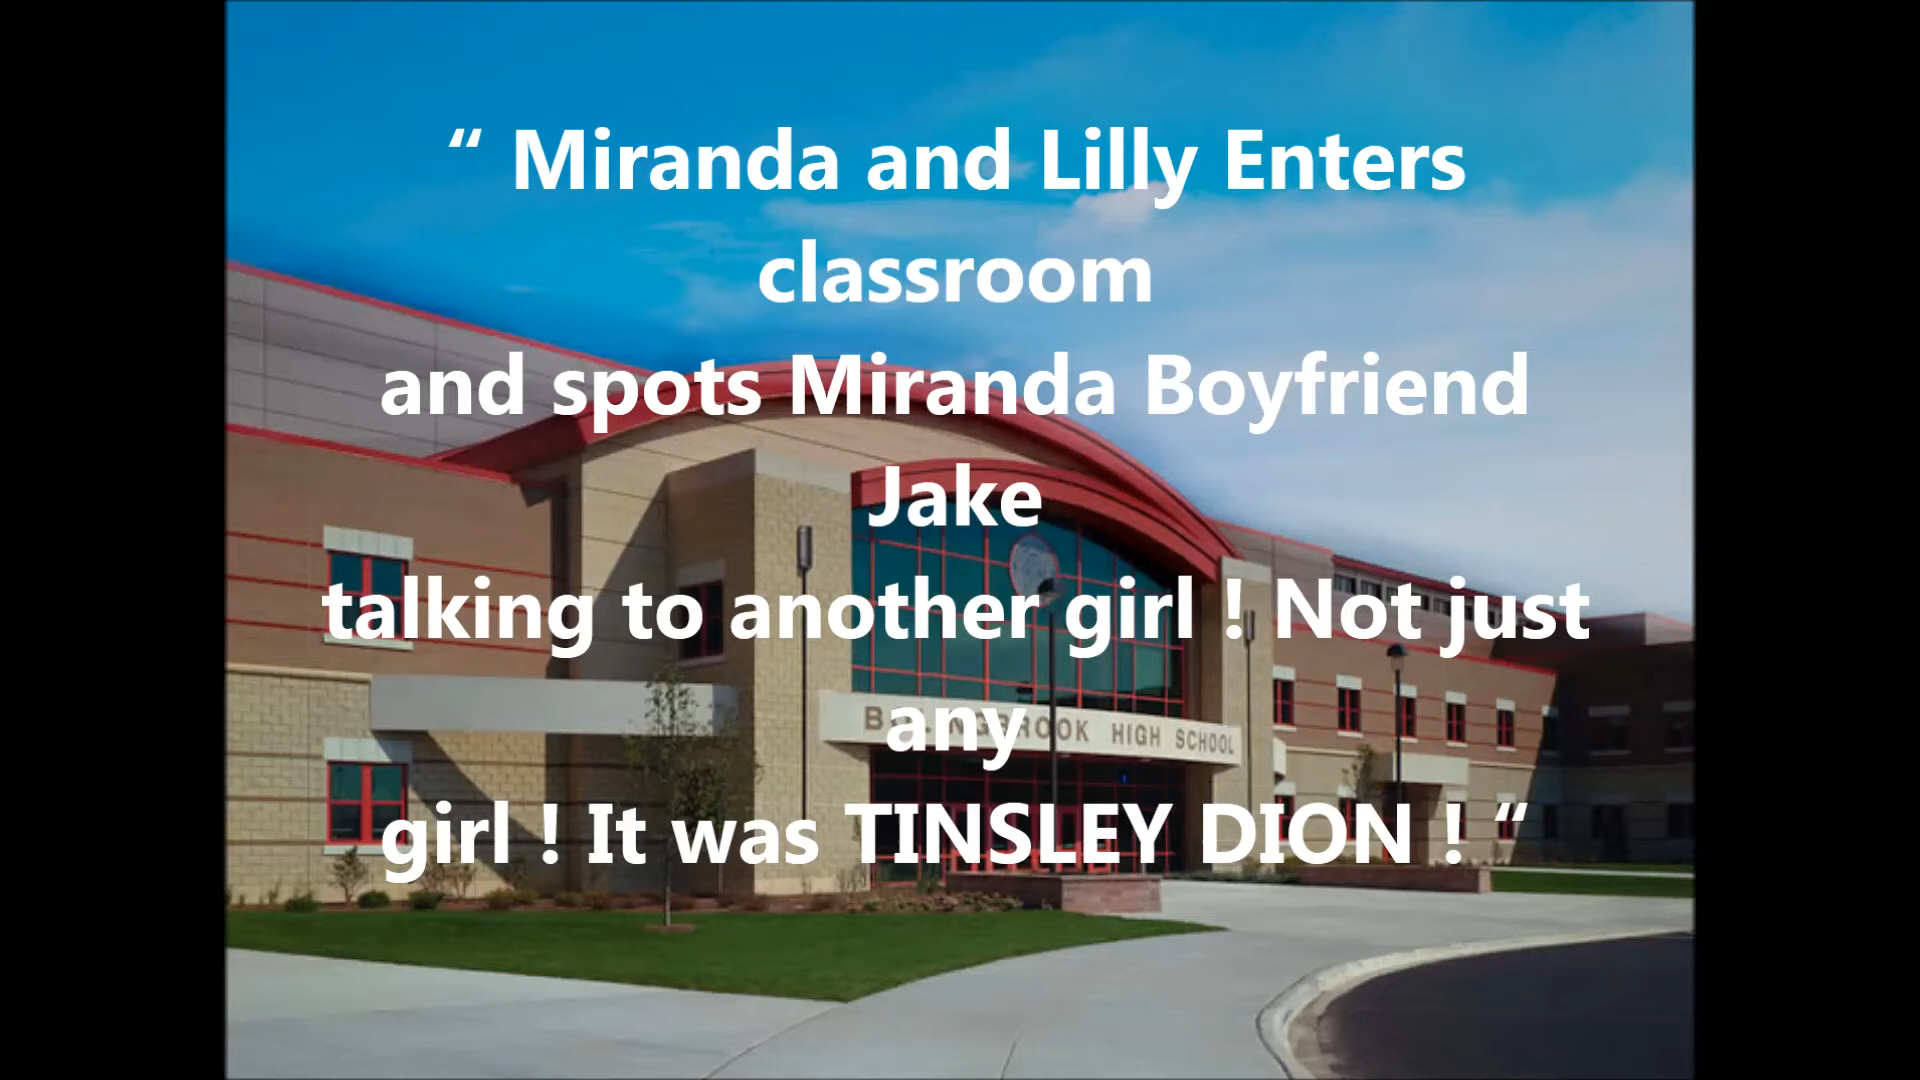 “ Miranda and Lilly Enters
classroom
and spots Miranda Boyfriend
Jake
talking to another girl ! Not just
any
girl ! It was TINSLEY DION ! “
HIGH SCHOOL